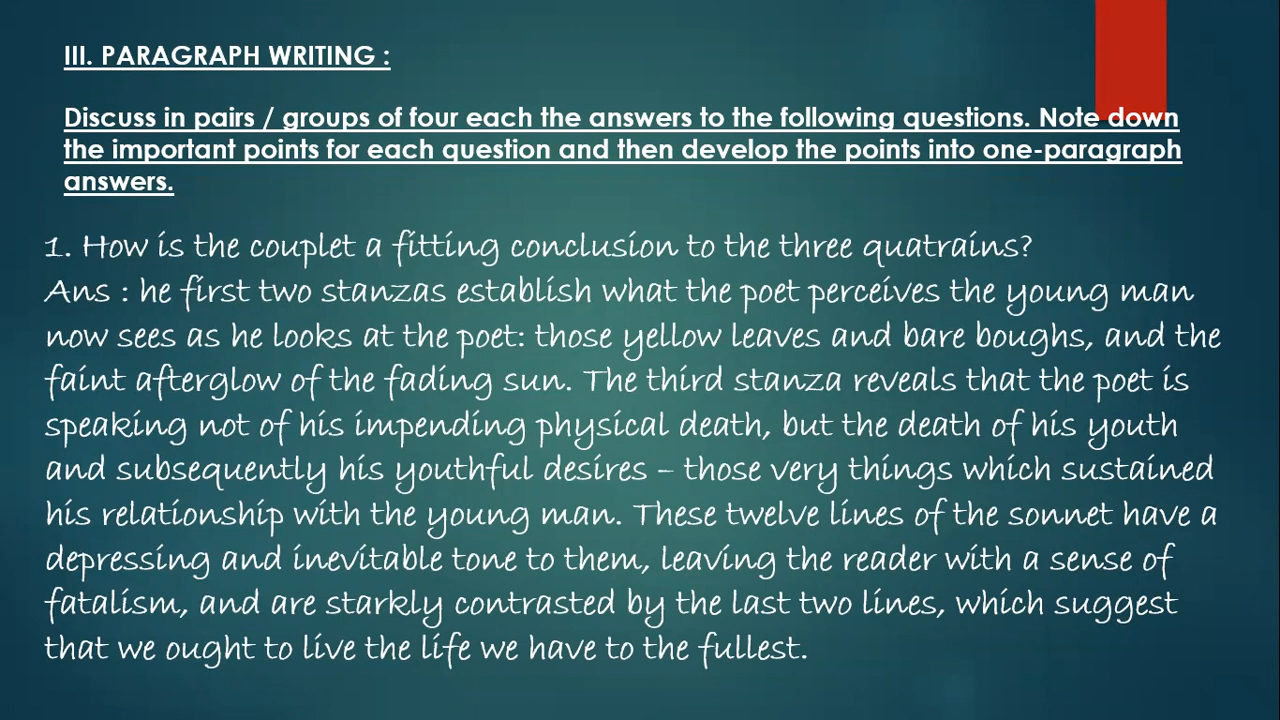 III. PARAGRAPH WRITING :
Discuss in pairs / groups of four each the answers to the following questions. Note down
the important points for each question and then develop the points into one-paragraph
answers.
1. How is the couplet a fitting conclusion to the three quatrains?
Ans : he first two stanzas establish what the poet perceives the young man
now sees as he looks at the poet: those yellow leaves and bare boughs, and the
faint afterglow of the fading sun. The third stanza reveals that the poet is
speaking not of his impending physical death, but the death of his youth
and subsequently his youthful desires – those very things which sustained
his relationship with the young man. These twelve lines of the sonnet have a
depressing and inevitable tone to them, leaving the reader with a sense of
fatalism, and are starkly contrasted by the last two lines, which suggest
that we ought to live the life we have to the fullest.